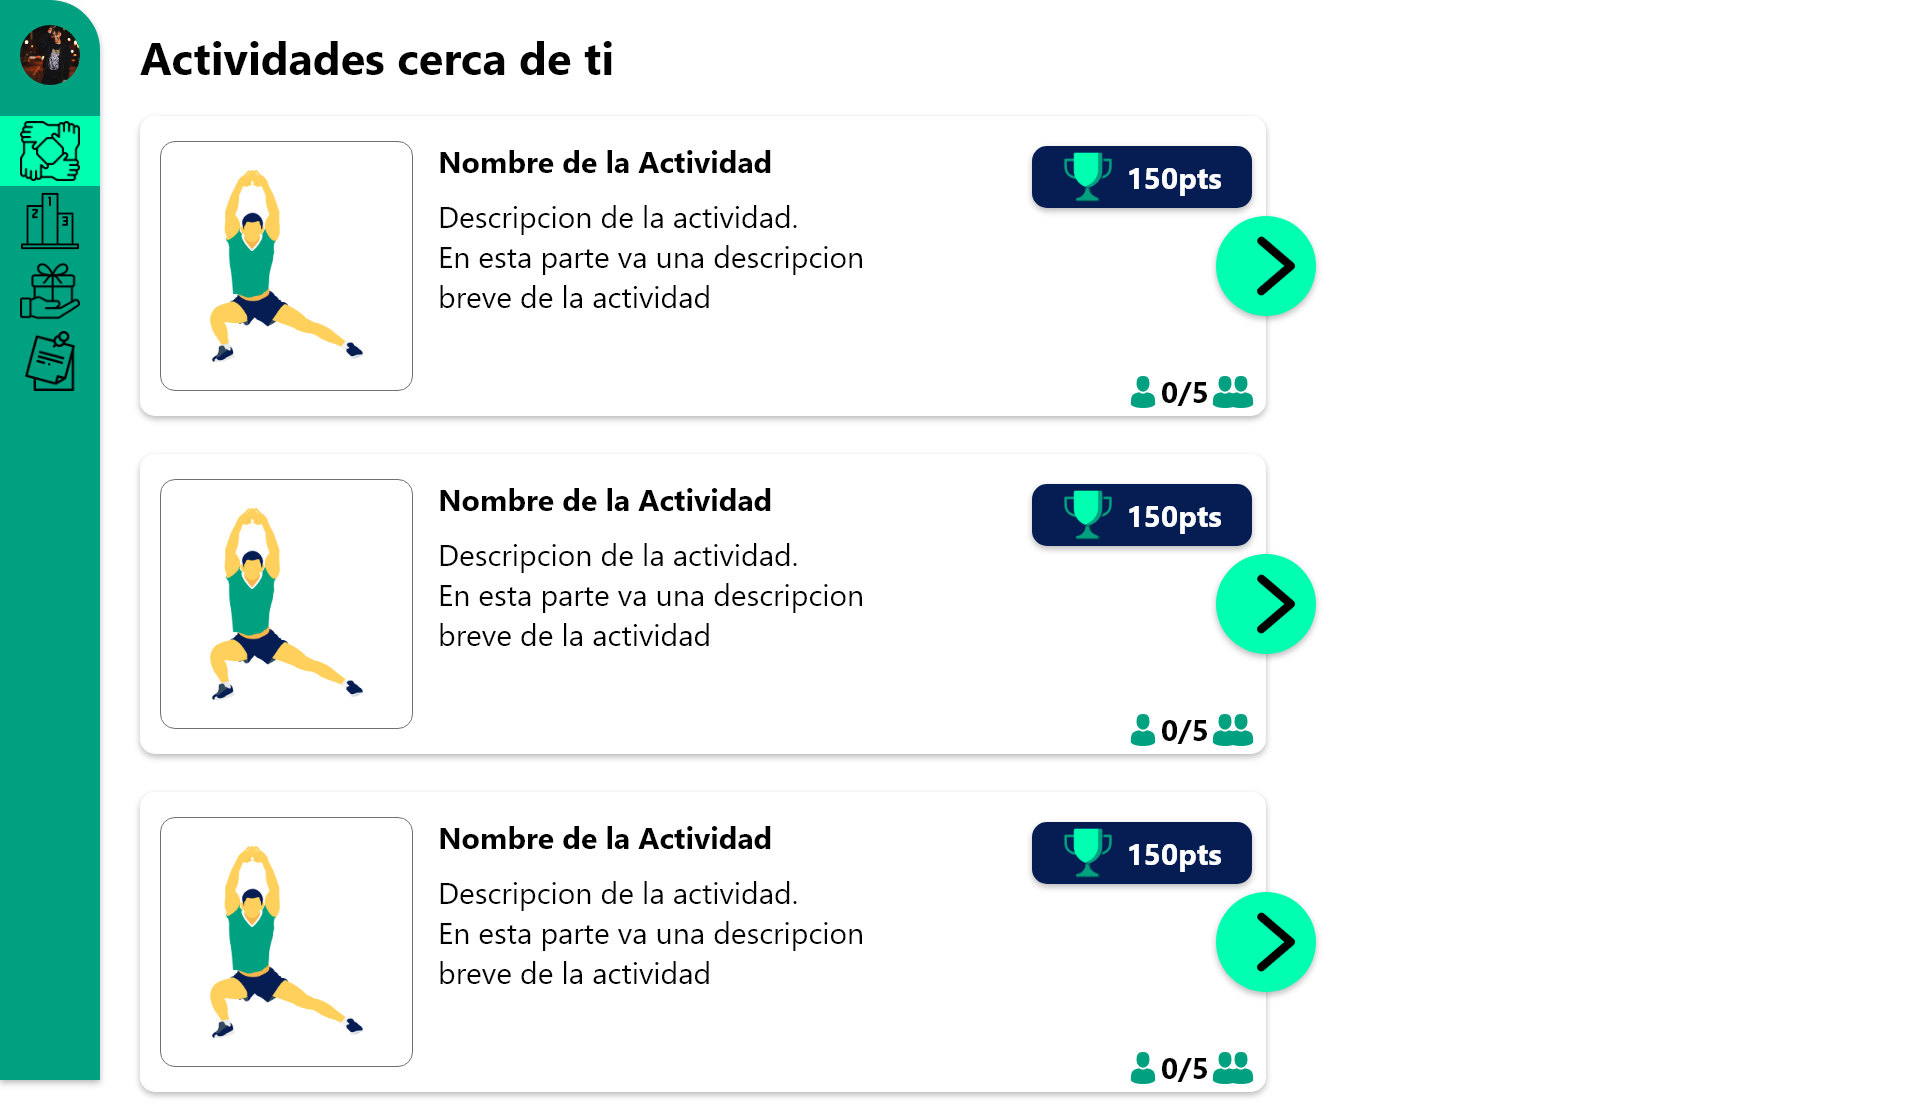 Actividades cerca de ti
1
2
3
Nombre de la Actividad
150pts
Descripcion de la actividad.
En esta parte va una descripcion
breve de la actividad
0/5
Nombre de la Actividad
150pts
Descripcion de la actividad.
En esta parte va una descripcion
breve de la actividad
0/5
Nombre de la Actividad
150pts
Descripcion de la actividad.
En esta parte va una descripcion
breve de la actividad
0/5